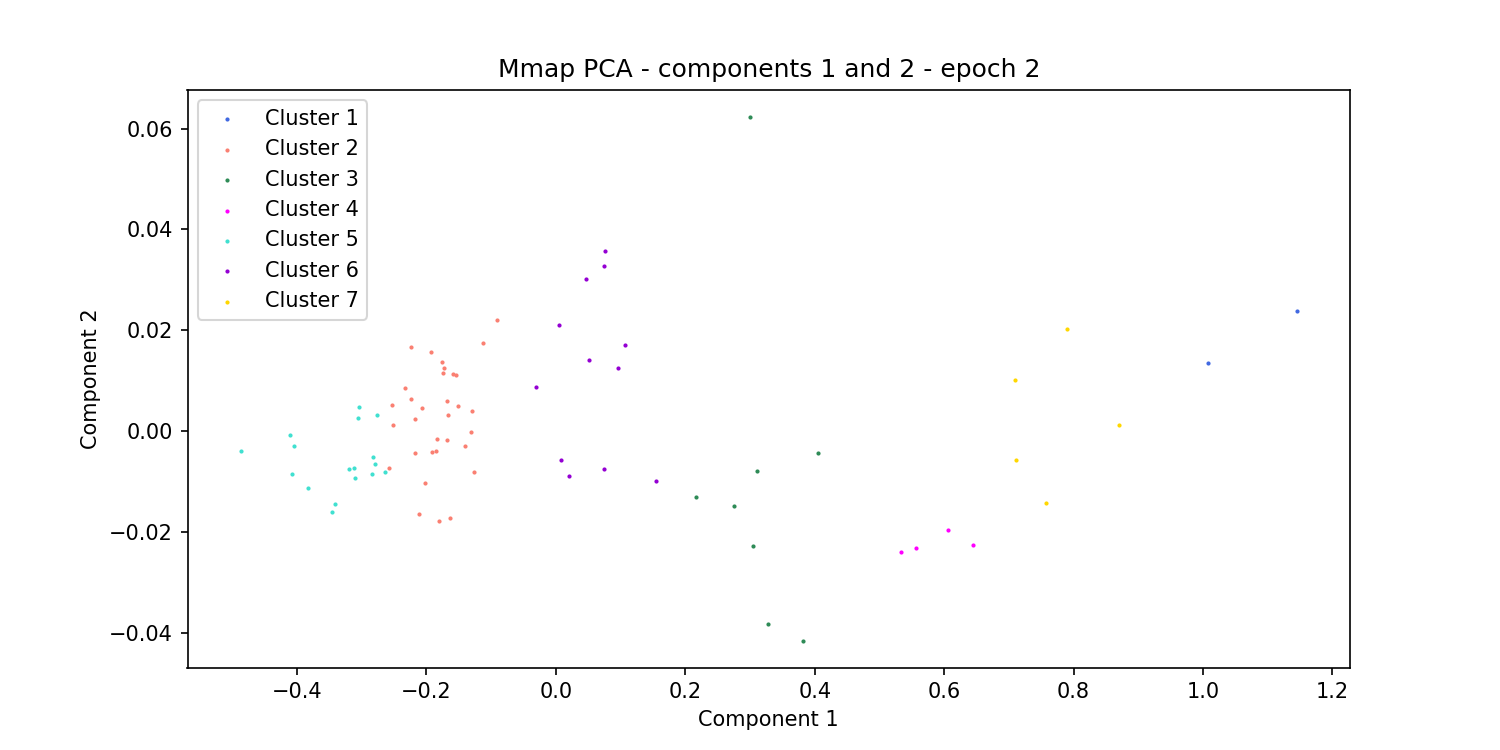 Mmap PCA - components 1 and 2 - epoch 2
Cluster 1
Cluster 2
Cluster 3
Cluster 4
Cluster 5
Cluster 6
Cluster 7
0.06
0.04
0.02
0.00
−0.02
−0.04
Component 2
−0.4 −0.2 0.0 0.2 0.4 0.6 0.8 1.0 1.2
Component 1